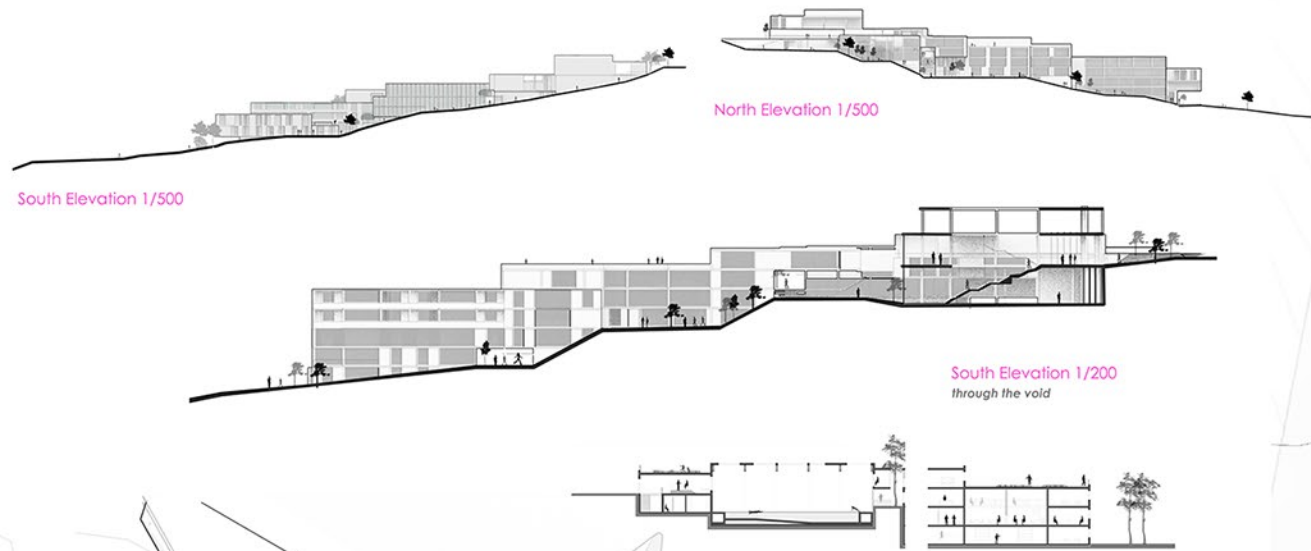 North Elevation 1/500
South Elevation 1/500
South Elevation 1/200
through the void